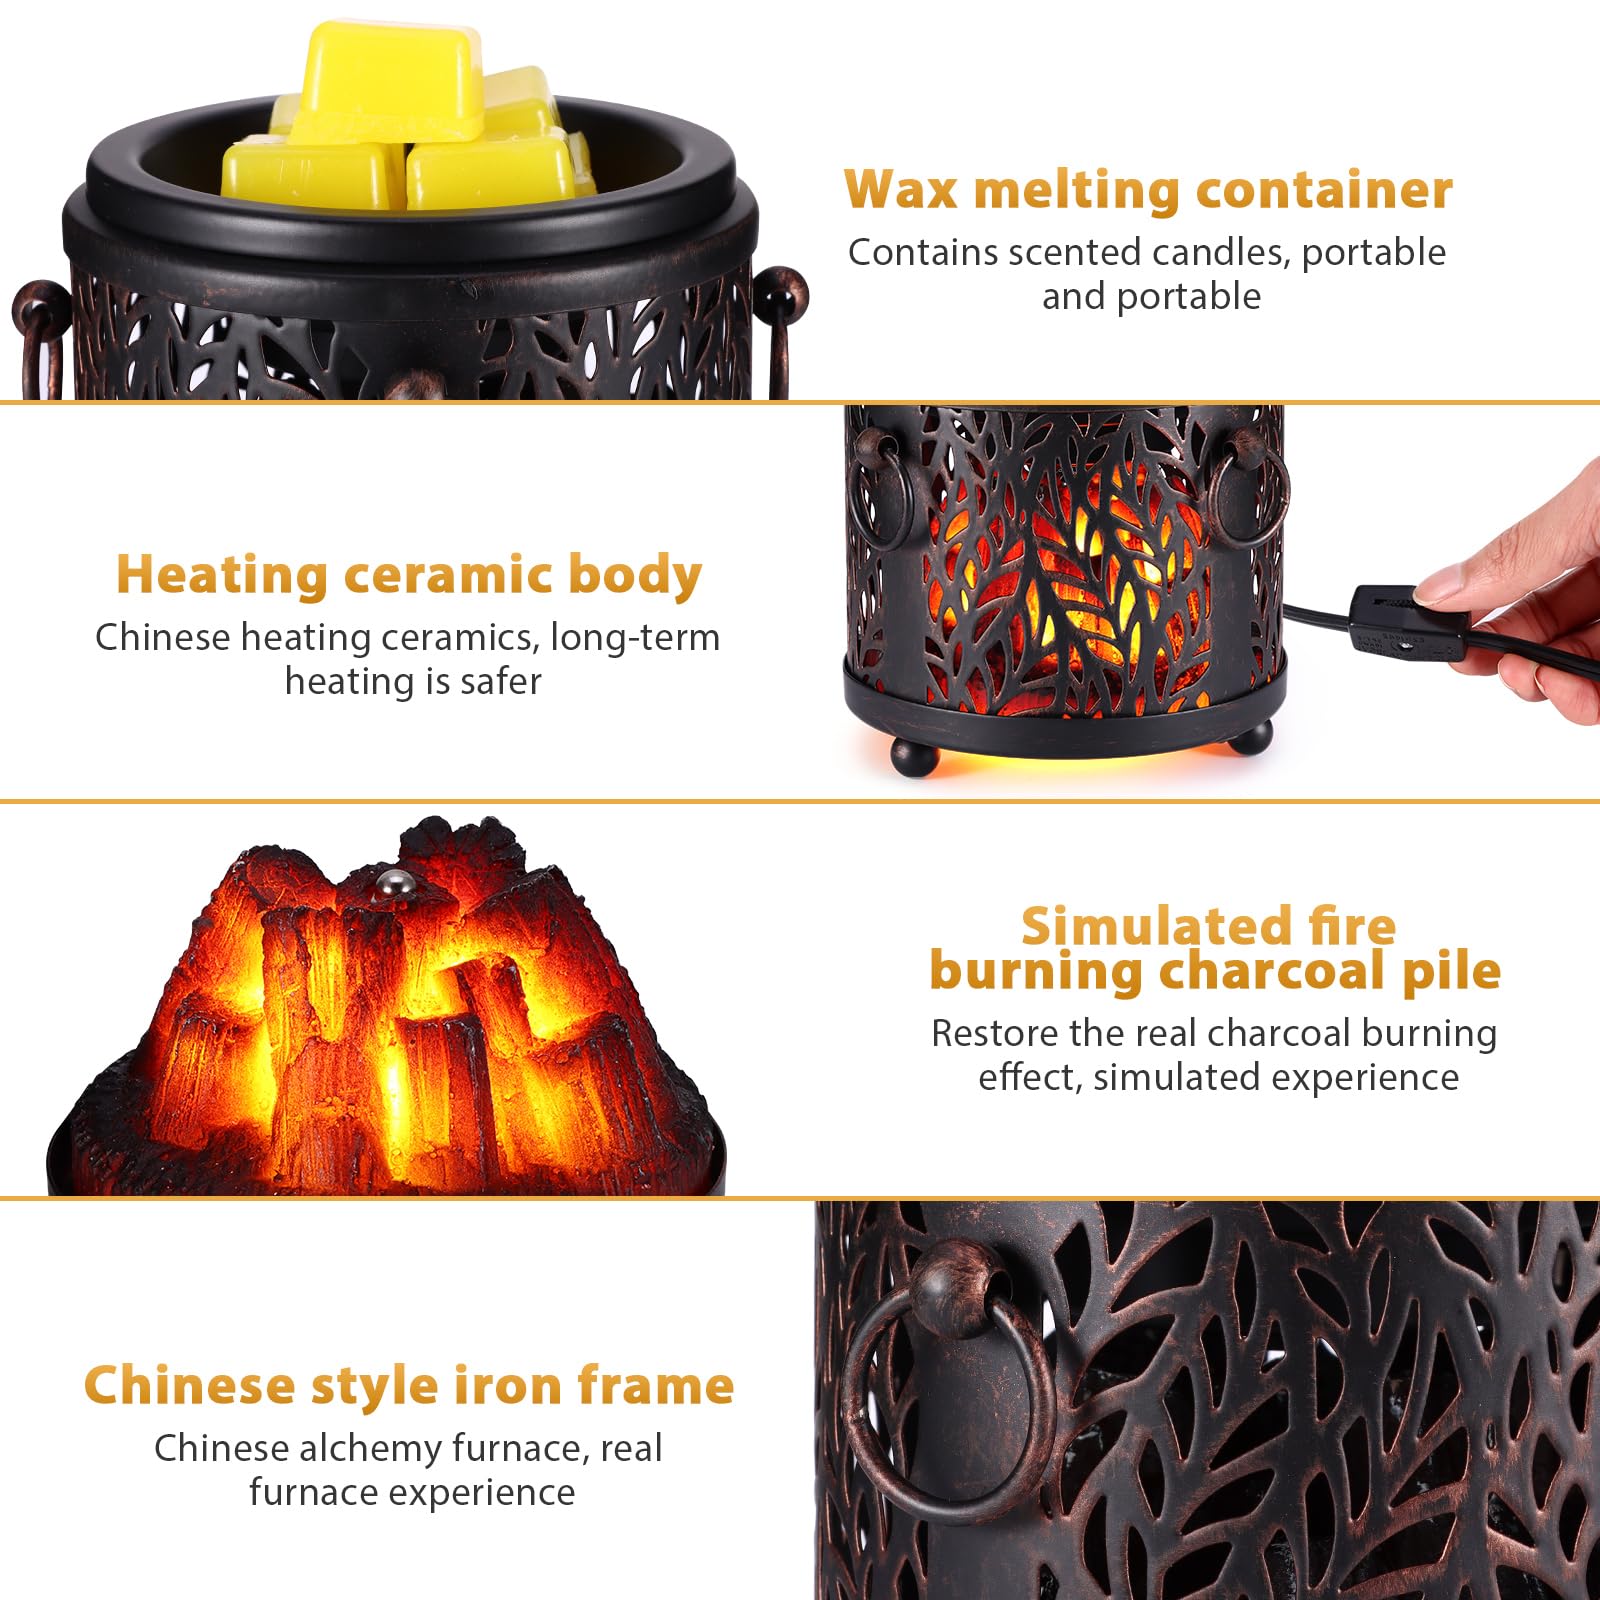 Wax melting container
Contains scented candles, portable
and portable
Heating ceramic body
Chinese heating ceramics, long-term
heating is safer
Simulated fire
burning charcoal pile
Restore the real charcoal burning
effect, simulated experience
Chinese style iron frame
Chinese alchemy furnace, real
furnace experience